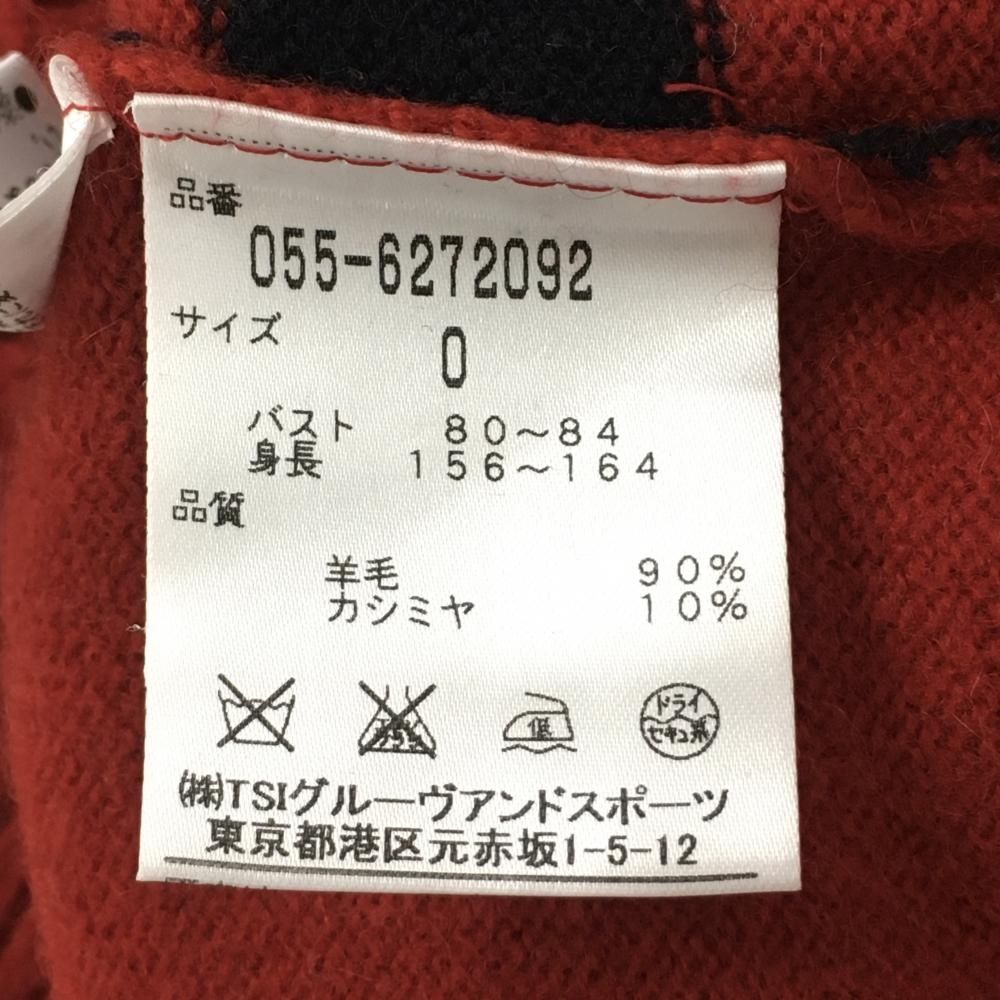 品番
055-6272092
サイズ
0
バスト 80～84
身長 156～164
品質
羊毛 90%
カシミヤ 10%
低
ドライ
セキユ系
㈱TSIグルーヴアンドスポーツ
東京都港区元赤坂1-5-12